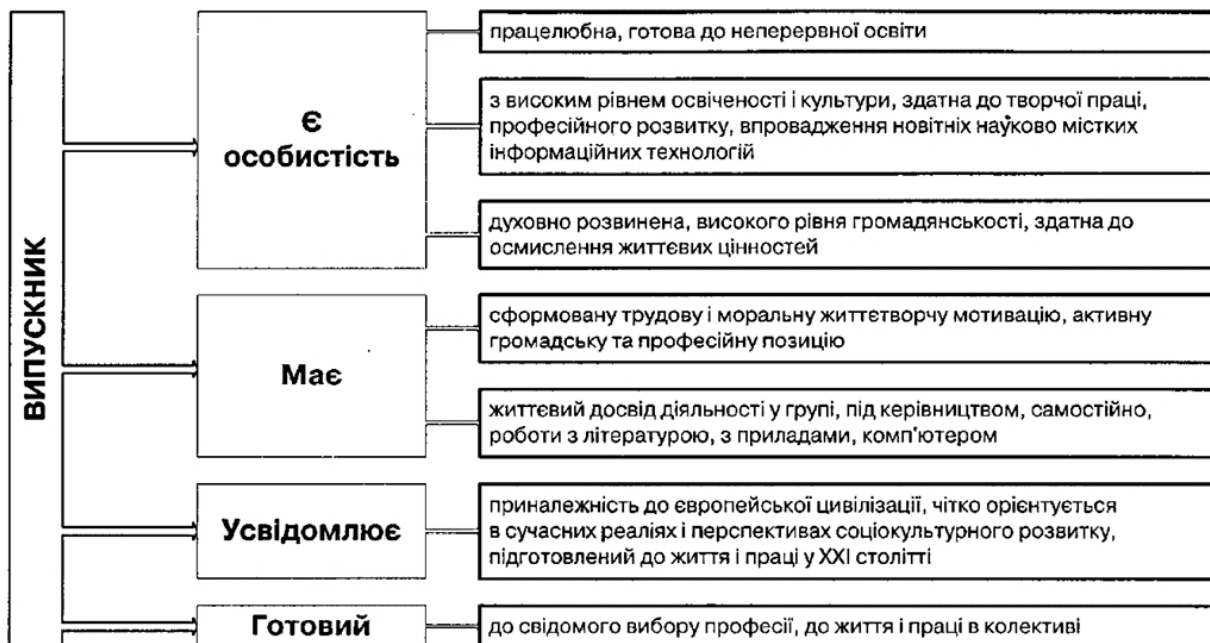 ВИПУСКНИК
Є
особистість
працелюбна, готова до неперервної освіти
з високим рівнем освіченості і культури, здатна до творчої праці,
професійного розвитку, впровадження новітніх науково містких
інформаційних технологій
духовно розвинена, високого рівня громадянськості, здатна до
осмислення життєвих цінностей
Має
сформовану трудову і моральну життєтворчу мотивацію, активну
громадську та професійну позицію
життєвий досвід діяльності у групі, під керівництвом, самостійно,
роботи з літературою, з приладами, комп'ютером
Усвідомлює
приналежність до європейської цивілізації, чітко орієнтується
в сучасних реаліях і перспективах соціокультурного розвитку,
підготовлений до життя і праці у ХХІ столітті
Готовий
до свідомого вибору професії, до життя і праці в колективі